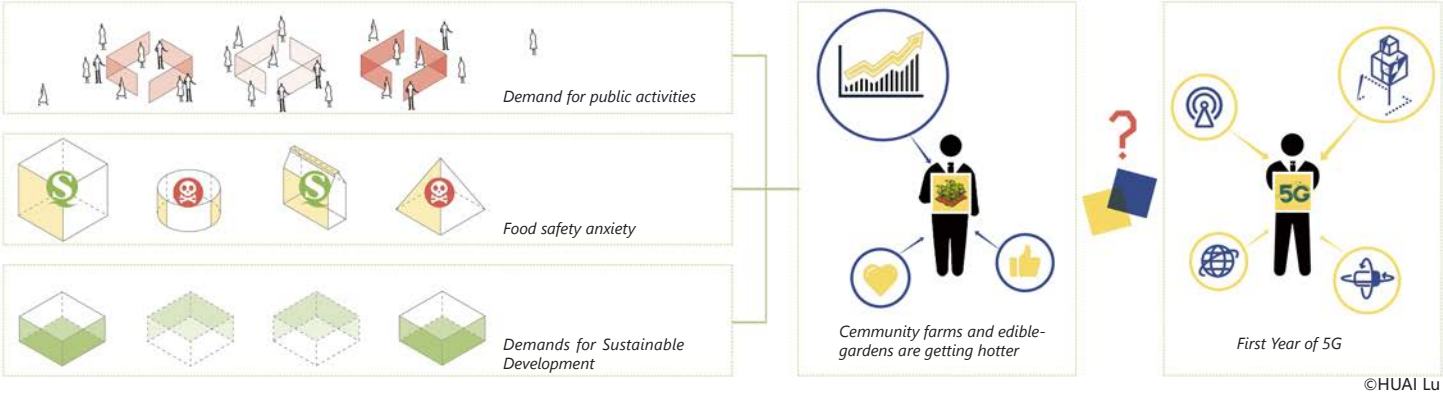 Demand for public activities
S
S
Food safety anxiety
Demands for Sustainable
Development
Cemmunity farms and edible-
gardens are getting hotter
?
5G
First Year of 5G
©HUAI Lu